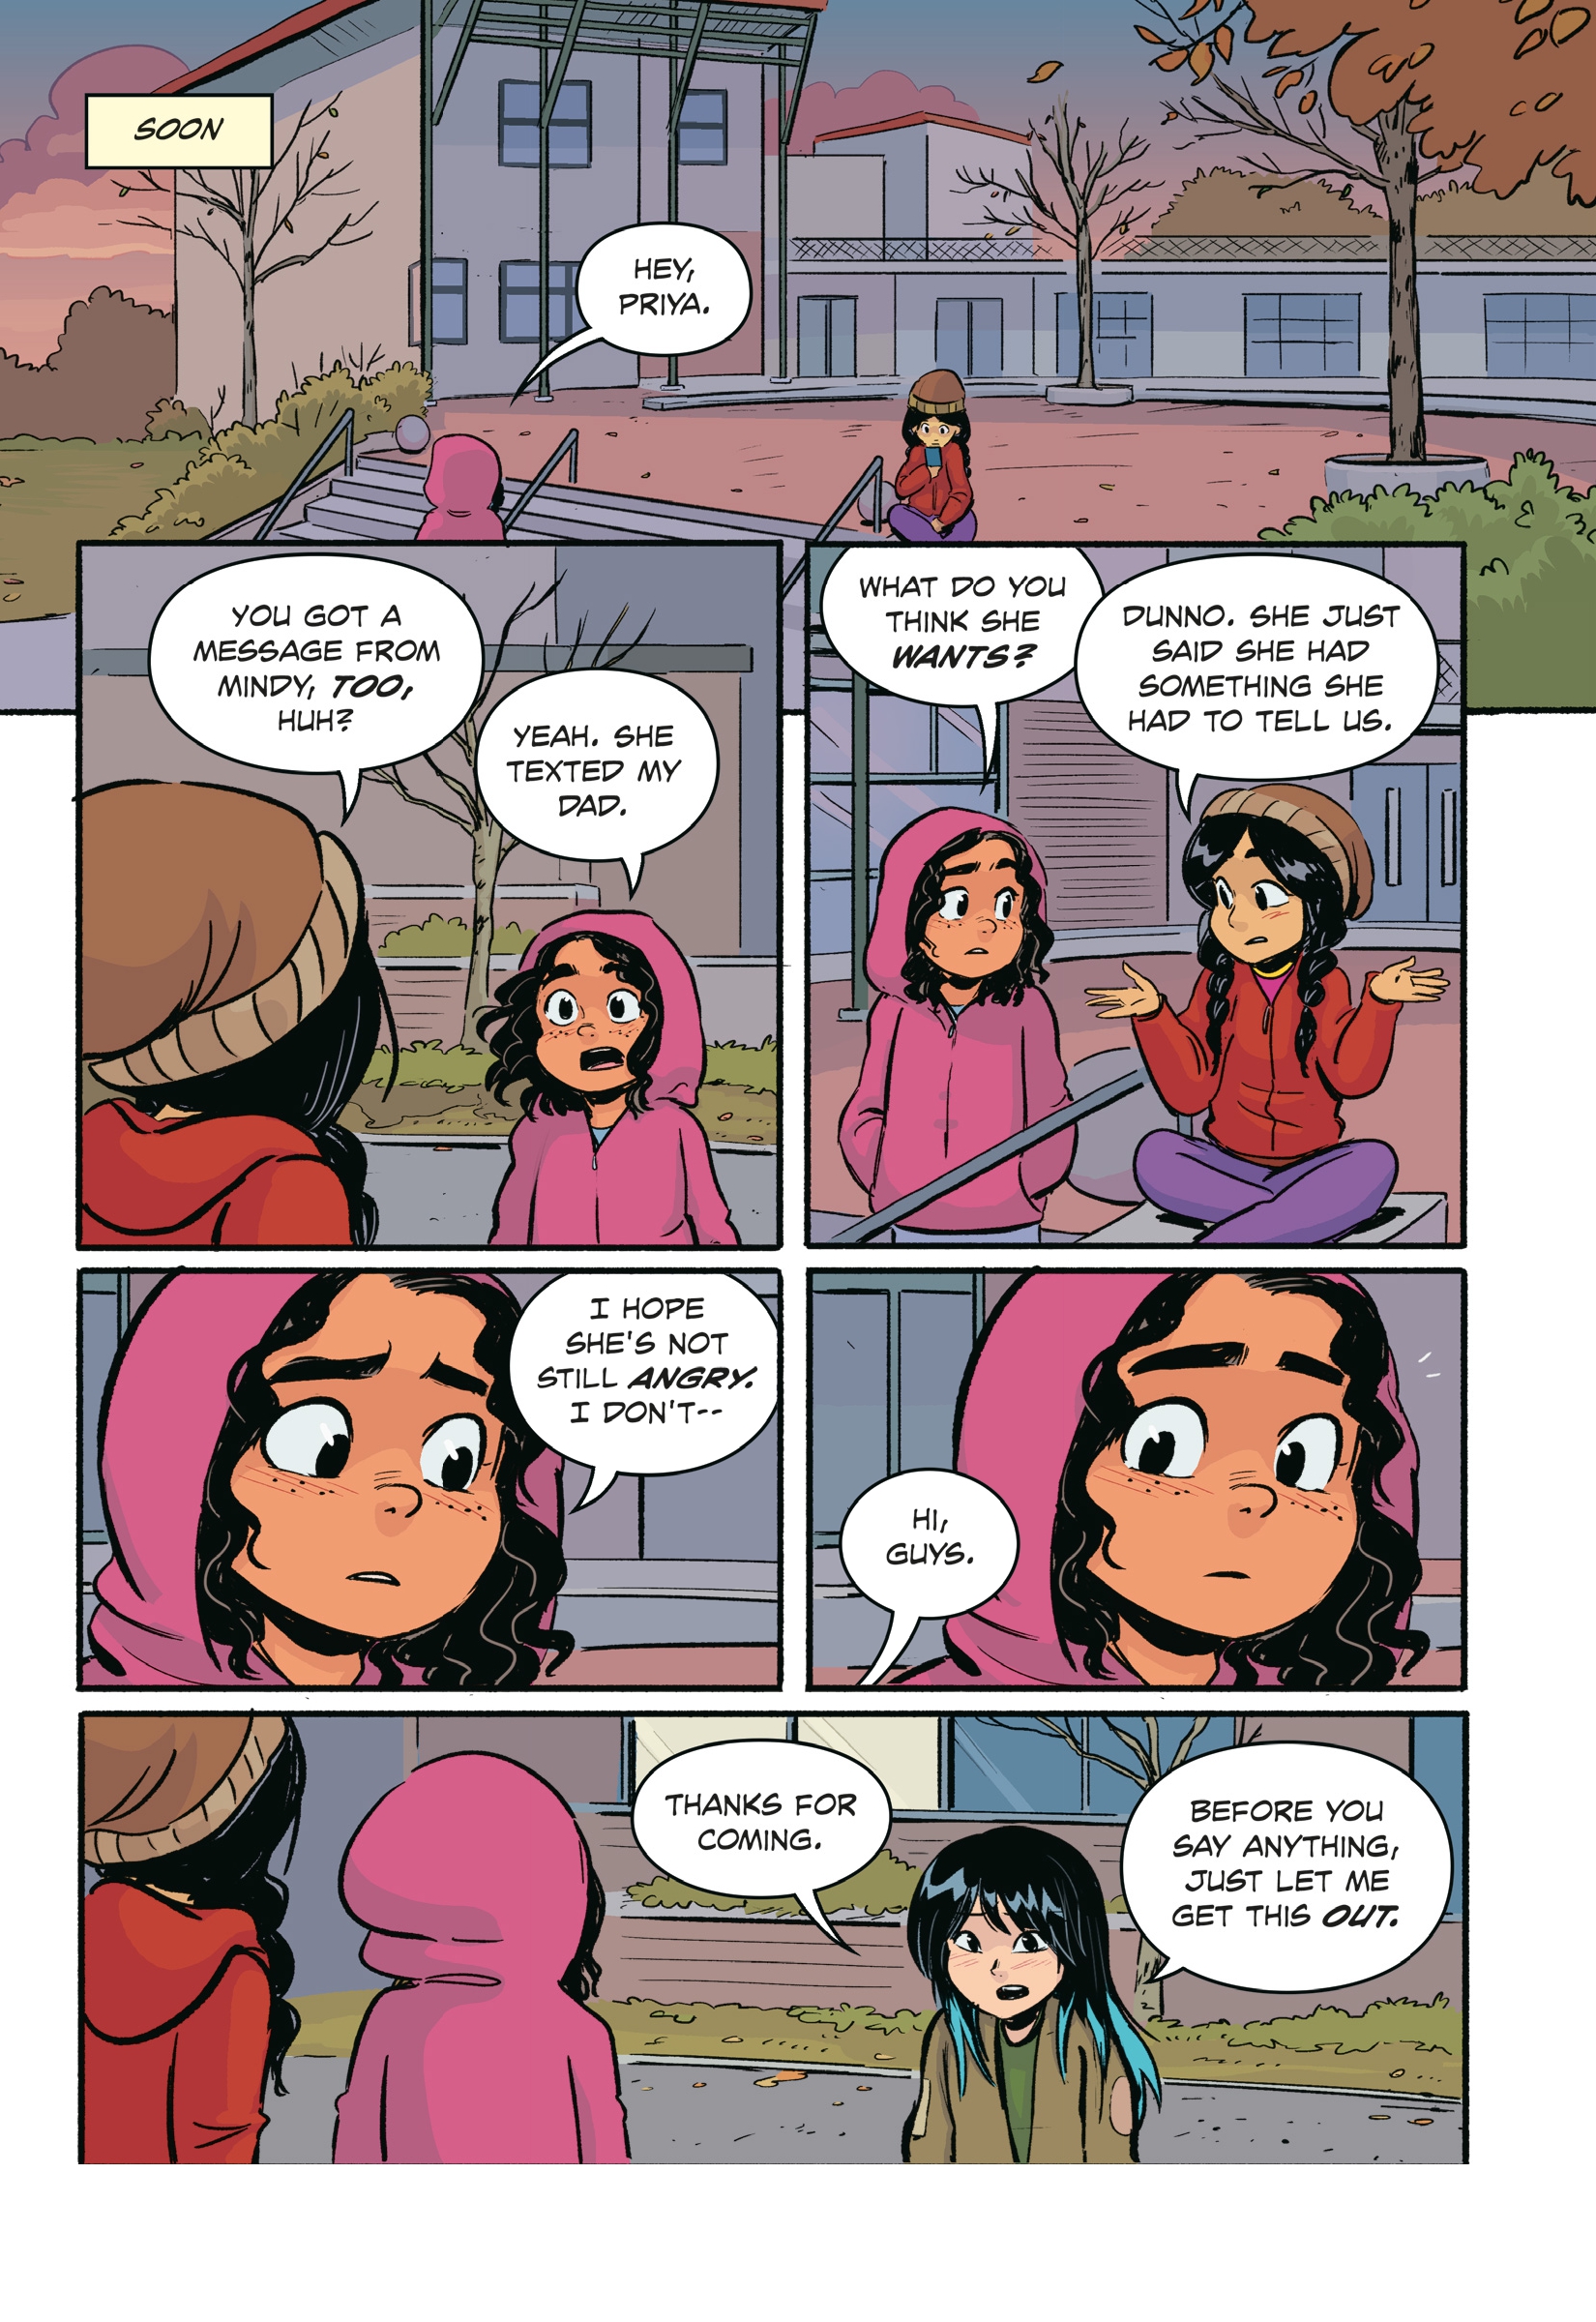 SOON
HEY,
PRIYA.
YOU GOT A
MESSAGE FROM
MINDY, TOO,
HUH?
YEAH. SHE
TEXTED MY
DAD.
WHAT DO YOU
THINK SHE
WANTS?
DUNNO. SHE JUST
SAID SHE HAD
SOMETHING SHE
HAD TO TELL US.
I HOPE
SHE'S NOT
STILL ANGRY.
I DON'T--
HI,
GUYS.
THANKS FOR
COMING.
BEFORE YOU
SAY ANYTHING,
JUST LET ME
GET THIS OUT.